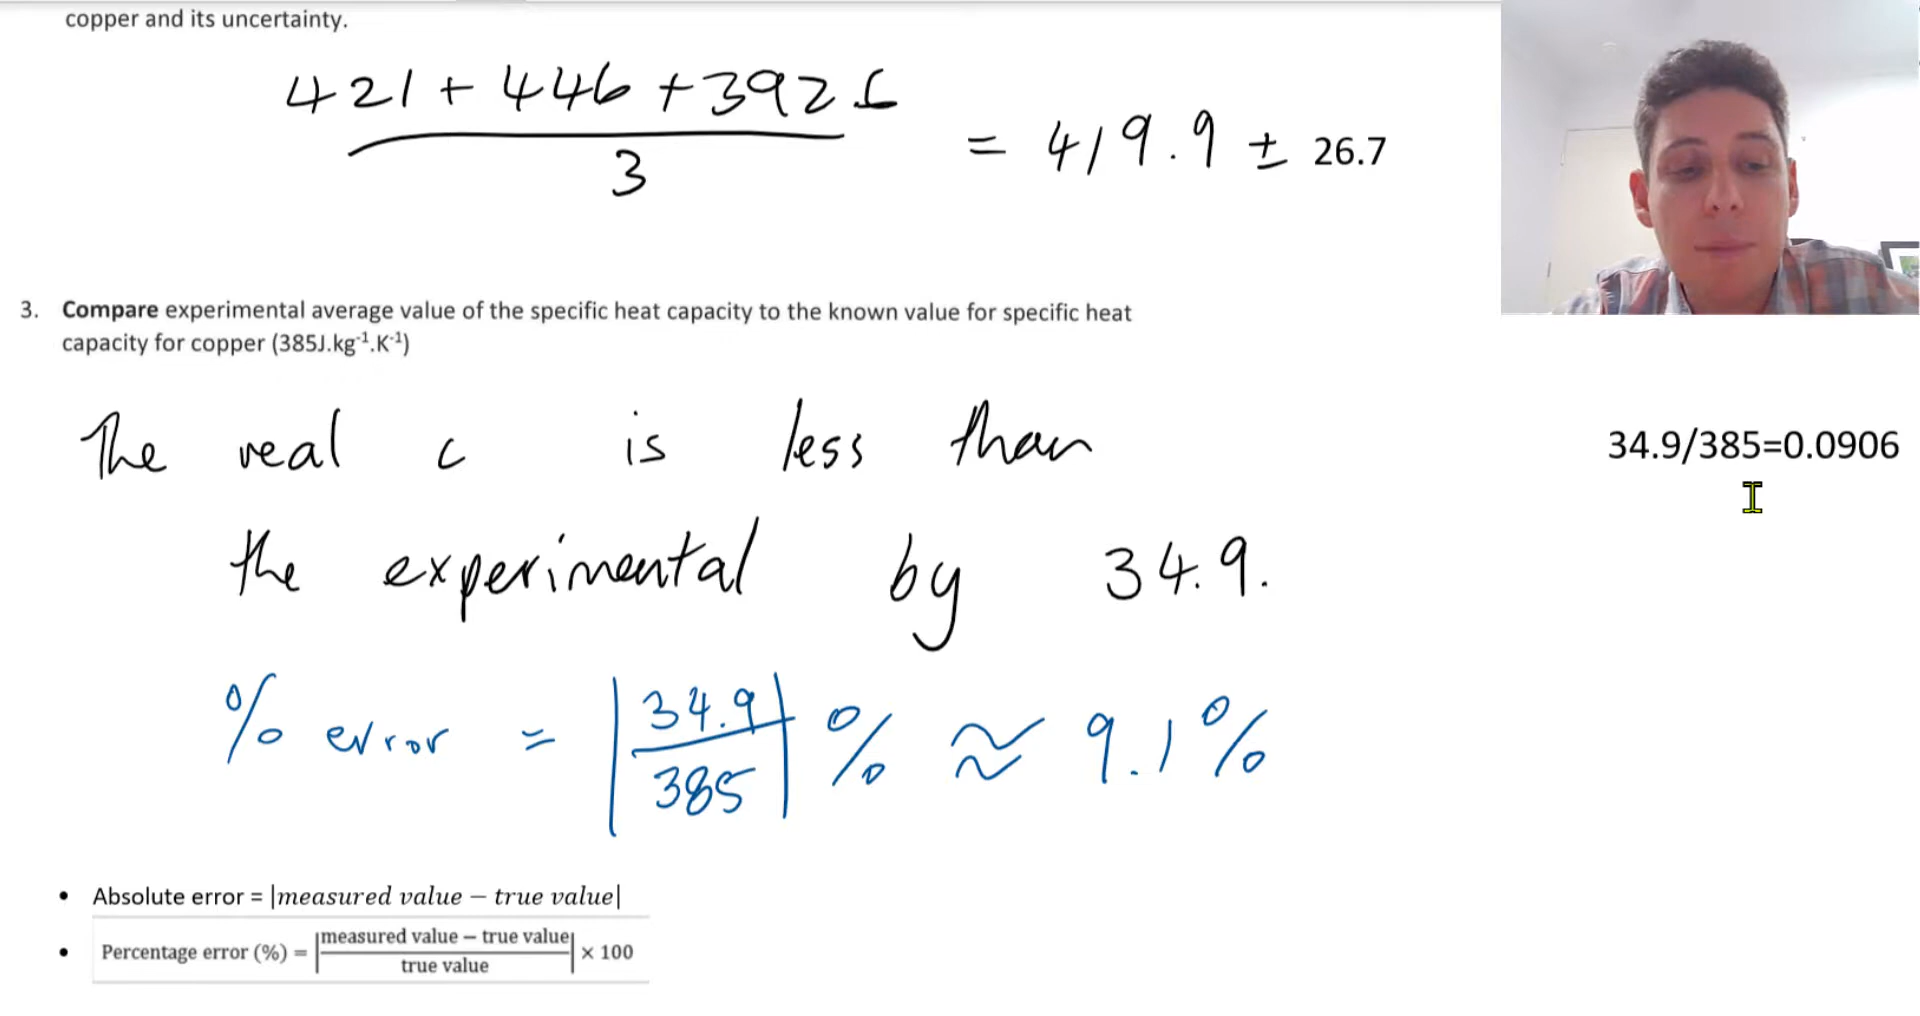 copper and its uncertainty.
421 + 446 + 392.6
3
= 419.9 ± 26.7
3. Compare experimental average value of the specific heat capacity to the known value for specific heat
capacity for copper (385J.kg⁻¹.K⁻¹)
The real c is less than
34.9/385=0.0906
the experimental by 34.9.
% error = |34.9/385| % ≈ 9.1%
• Absolute error = |measured value − true value|
• Percentage error (%) = |measured value − true value / true value| × 100